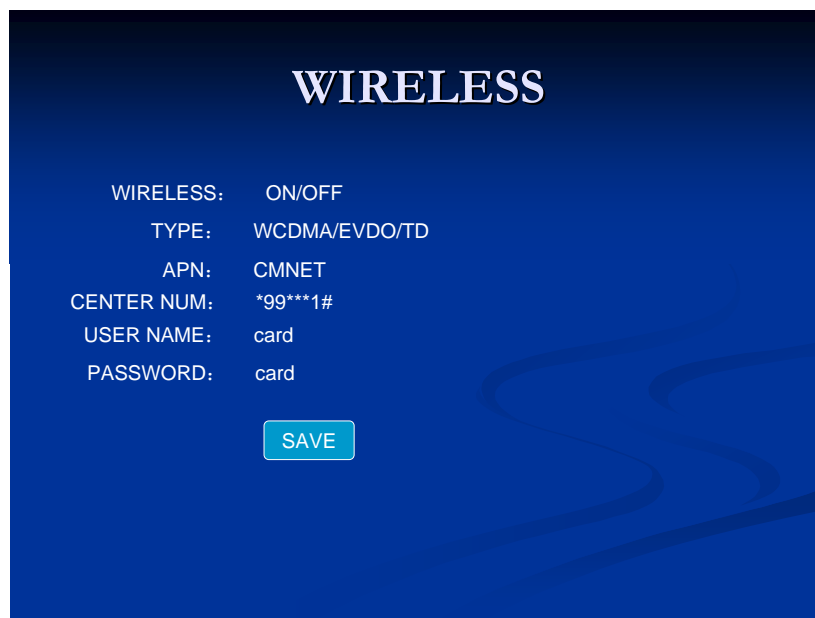 WIRELESS
WIRELESS： ON/OFF
TYPE： WCDMA/EVDO/TD
APN： CMNET
CENTER NUM： *99***1#
USER NAME： card
PASSWORD： card
SAVE